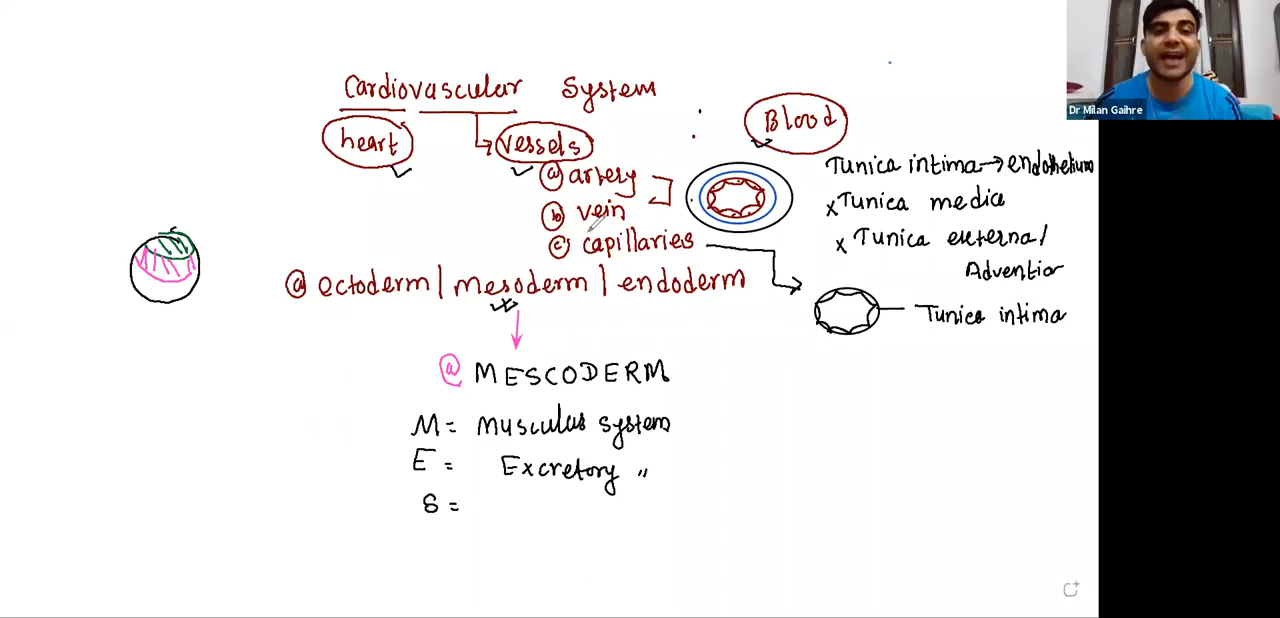 Cardiovascular System
heart
vessels
Blood
ⓐ artery
ⓑ vein
ⓒ capillaries
Tunica intima → endothelium
x Tunica media
x Tunica externa/
Adventia
Tunica intima
@ ectoderm | mesoderm | endoderm
@ MESCODERM
M = Musculus system
E = Excretory "
S =
Dr Milan Gaihre